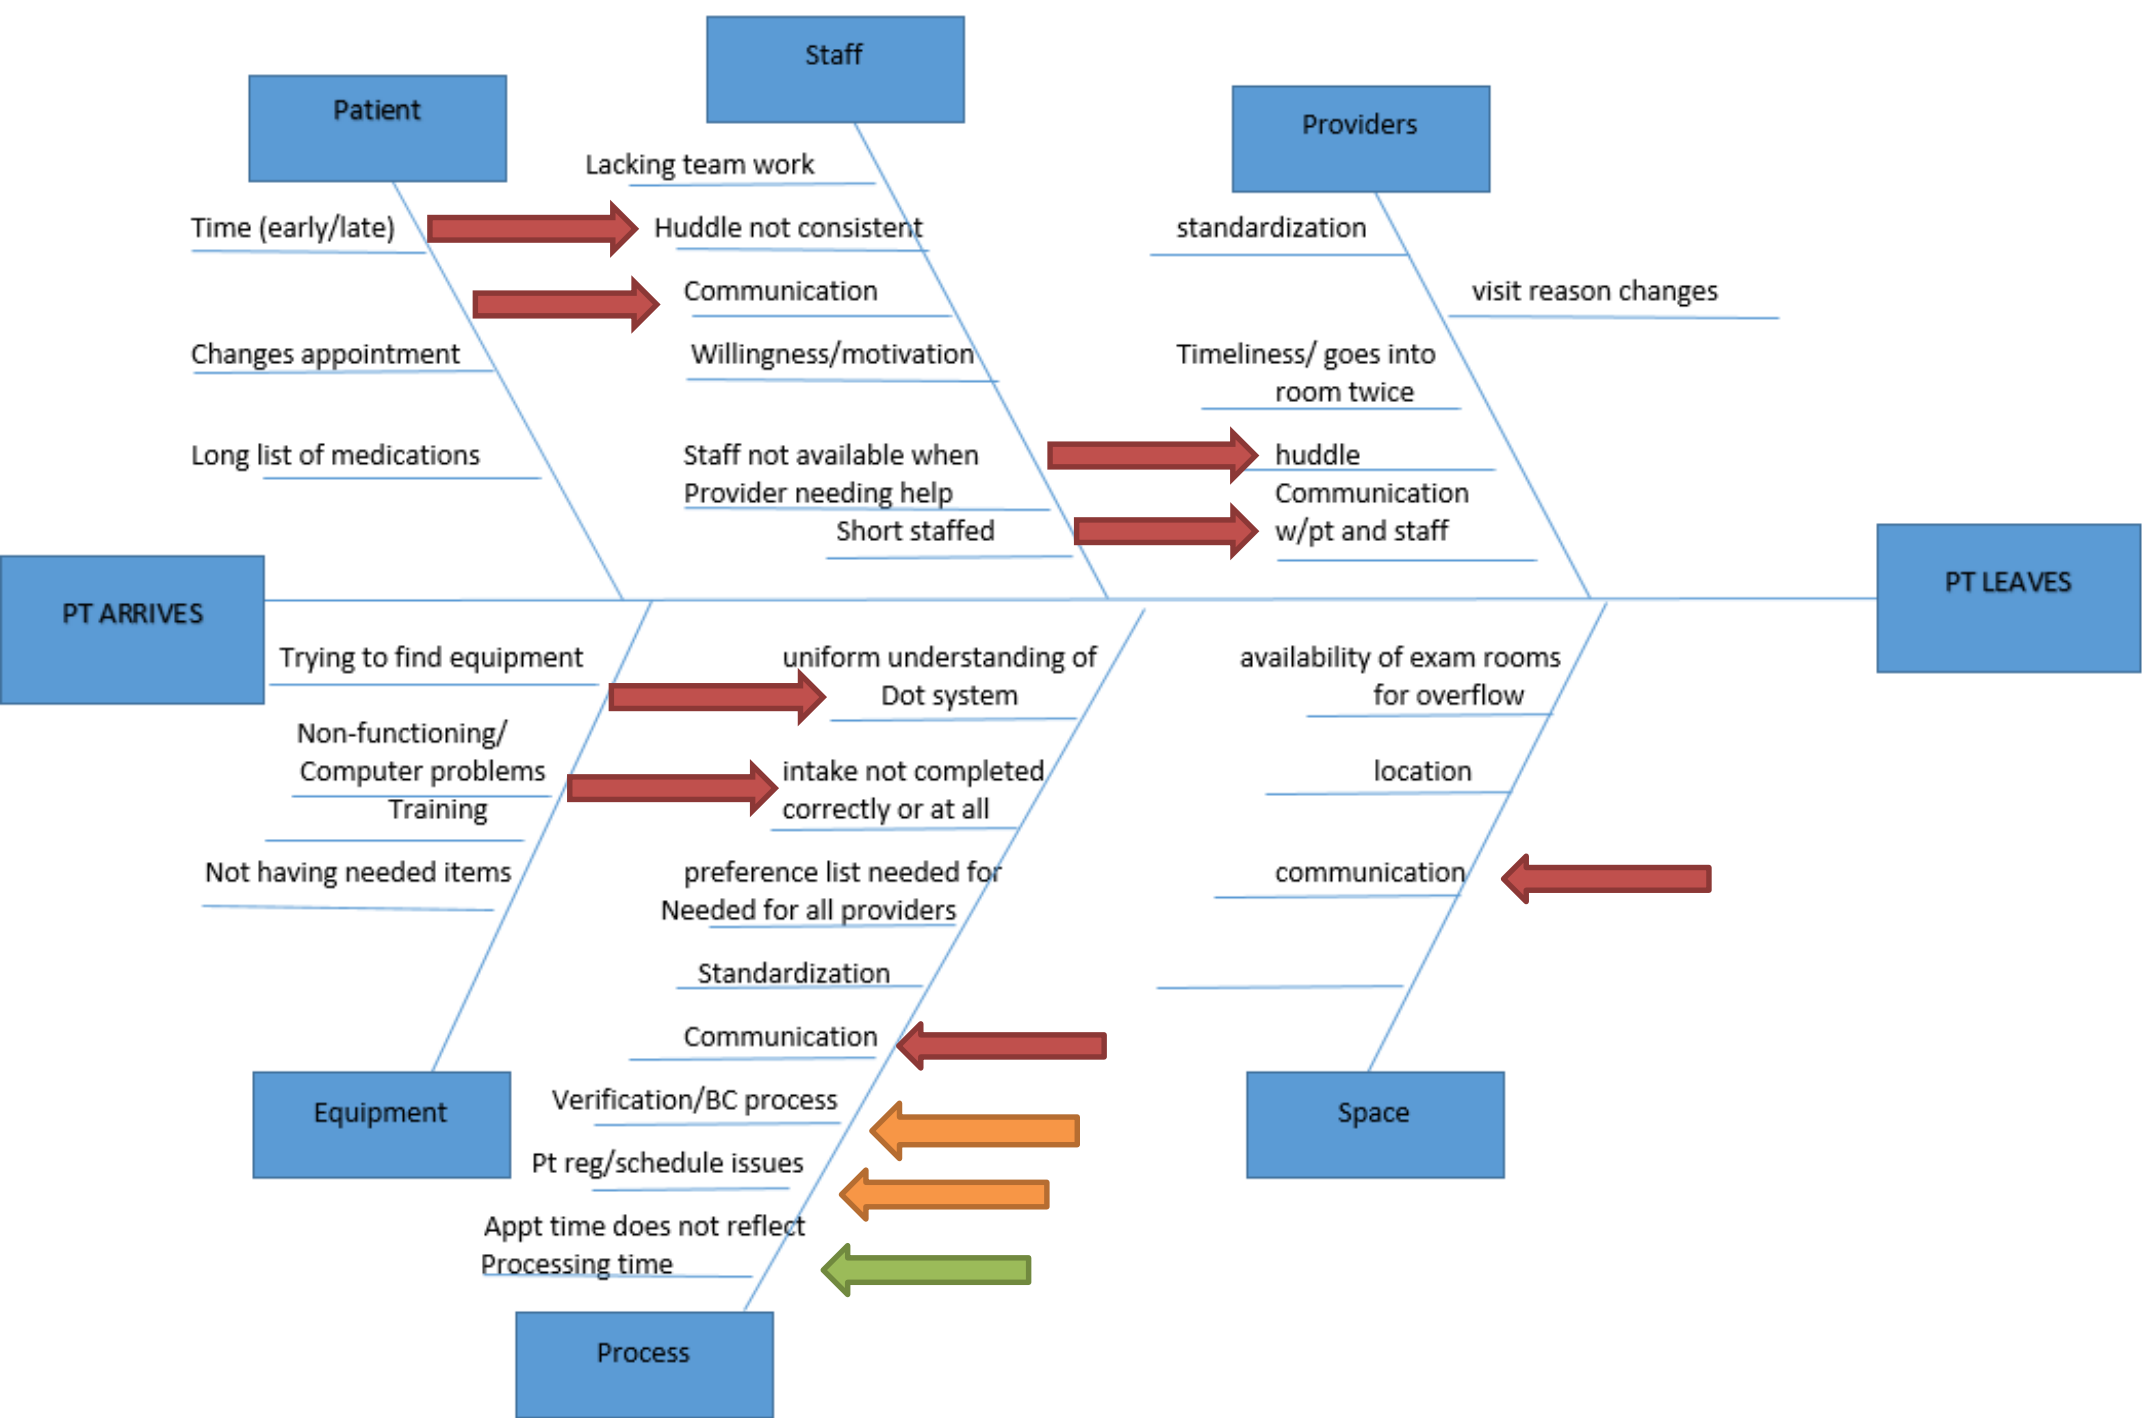 Staff
Patient
Providers
Lacking team work
Time (early/late)
Huddle not consistent
standardization
Communication
visit reason changes
Changes appointment
Willingness/motivation
Timeliness/ goes into
room twice
Long list of medications
Staff not available when
Provider needing help
Short staffed
huddle
Communication
w/pt and staff
PT ARRIVES
PT LEAVES
Trying to find equipment
uniform understanding of
Dot system
availability of exam rooms
for overflow
Non-functioning/
Computer problems
Training
intake not completed
correctly or at all
location
Not having needed items
preference list needed for
Needed for all providers
communication
Standardization
Communication
Verification/BC process
Equipment
Space
Pt reg/schedule issues
Appt time does not reflect
Processing time
Process